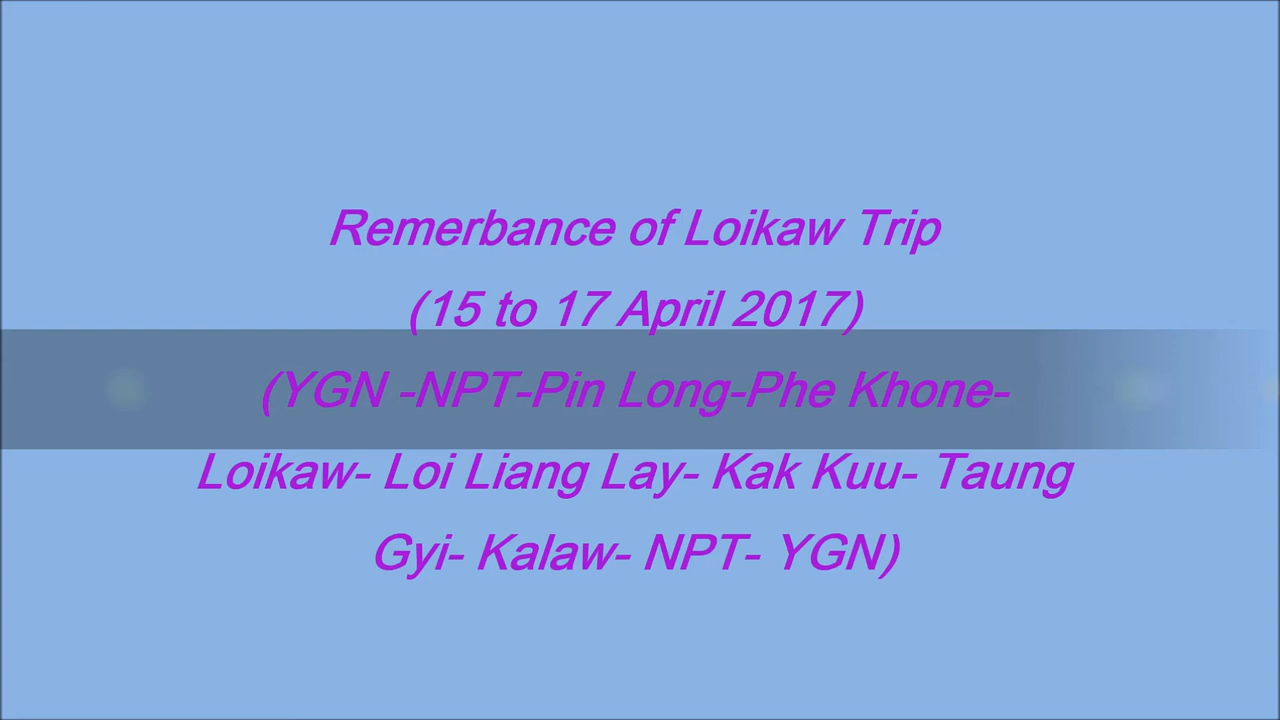 Remerbance of Loikaw Trip
(15 to 17 April 2017)
(YGN -NPT-Pin Long-Phe Khone-
Loikaw- Loi Liang Lay- Kak Kuu- Taung
Gyi- Kalaw- NPT- YGN)